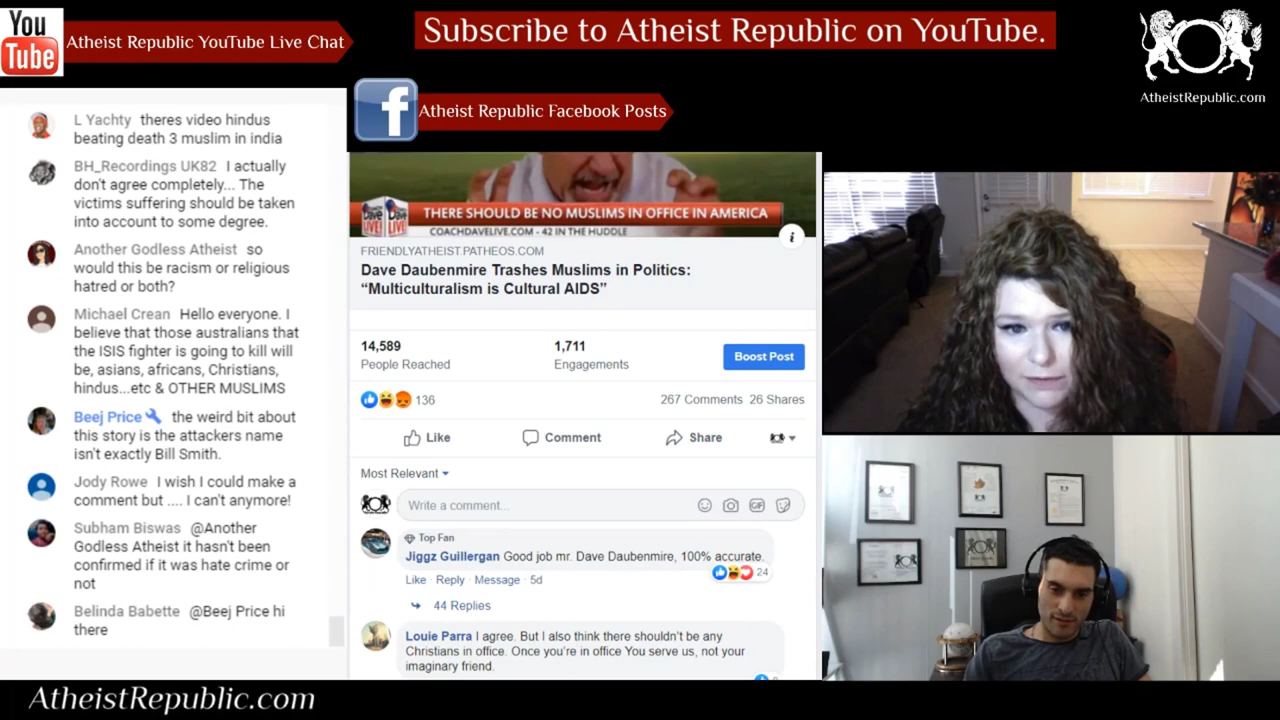 You
Tube
Atheist Republic YouTube Live Chat
Subscribe to Atheist Republic on YouTube.
AtheistRepublic.com
f
Atheist Republic Facebook Posts
L Yachty theres video hindus
beating death 3 muslim in india
BH_Recordings UK82 I actually
don't agree completely... The
victims suffering should be taken
into account to some degree.
Another Godless Atheist so
would this be racism or religious
hatred or both?
Michael Crean Hello everyone. I
believe that those australians that
the ISIS fighter is going to kill will
be, asians, africans, Christians,
hindus...etc & OTHER MUSLIMS
Beej Price the weird bit about
this story is the attackers name
isn't exactly Bill Smith.
Jody Rowe I wish I could make a
comment but .... I can't anymore!
Subham Biswas @Another
Godless Atheist it hasn't been
confirmed if it was hate crime or
not
Belinda Babette @Beej Price hi
there
Dave Dave
LIVE! LIVE!
THERE SHOULD BE NO MUSLIMS IN OFFICE IN AMERICA
COACHDAVELIVE.COM - 42 IN THE HUDDLE
i
FRIENDLYATHEIST.PATHEOS.COM
Dave Daubenmire Trashes Muslims in Politics:
“Multiculturalism is Cultural AIDS”
14,589
People Reached
1,711
Engagements
Boost Post
136
267 Comments 26 Shares
Like
Comment
Share
Most Relevant
Write a comment...
GIF
Top Fan
Jiggz Guillergan Good job mr. Dave Daubenmire, 100% accurate.
24
Like · Reply · Message · 5d
44 Replies
Louie Parra I agree. But I also think there shouldn't be any
Christians in office. Once you're in office You serve us, not your
imaginary friend.
AtheistRepublic.com